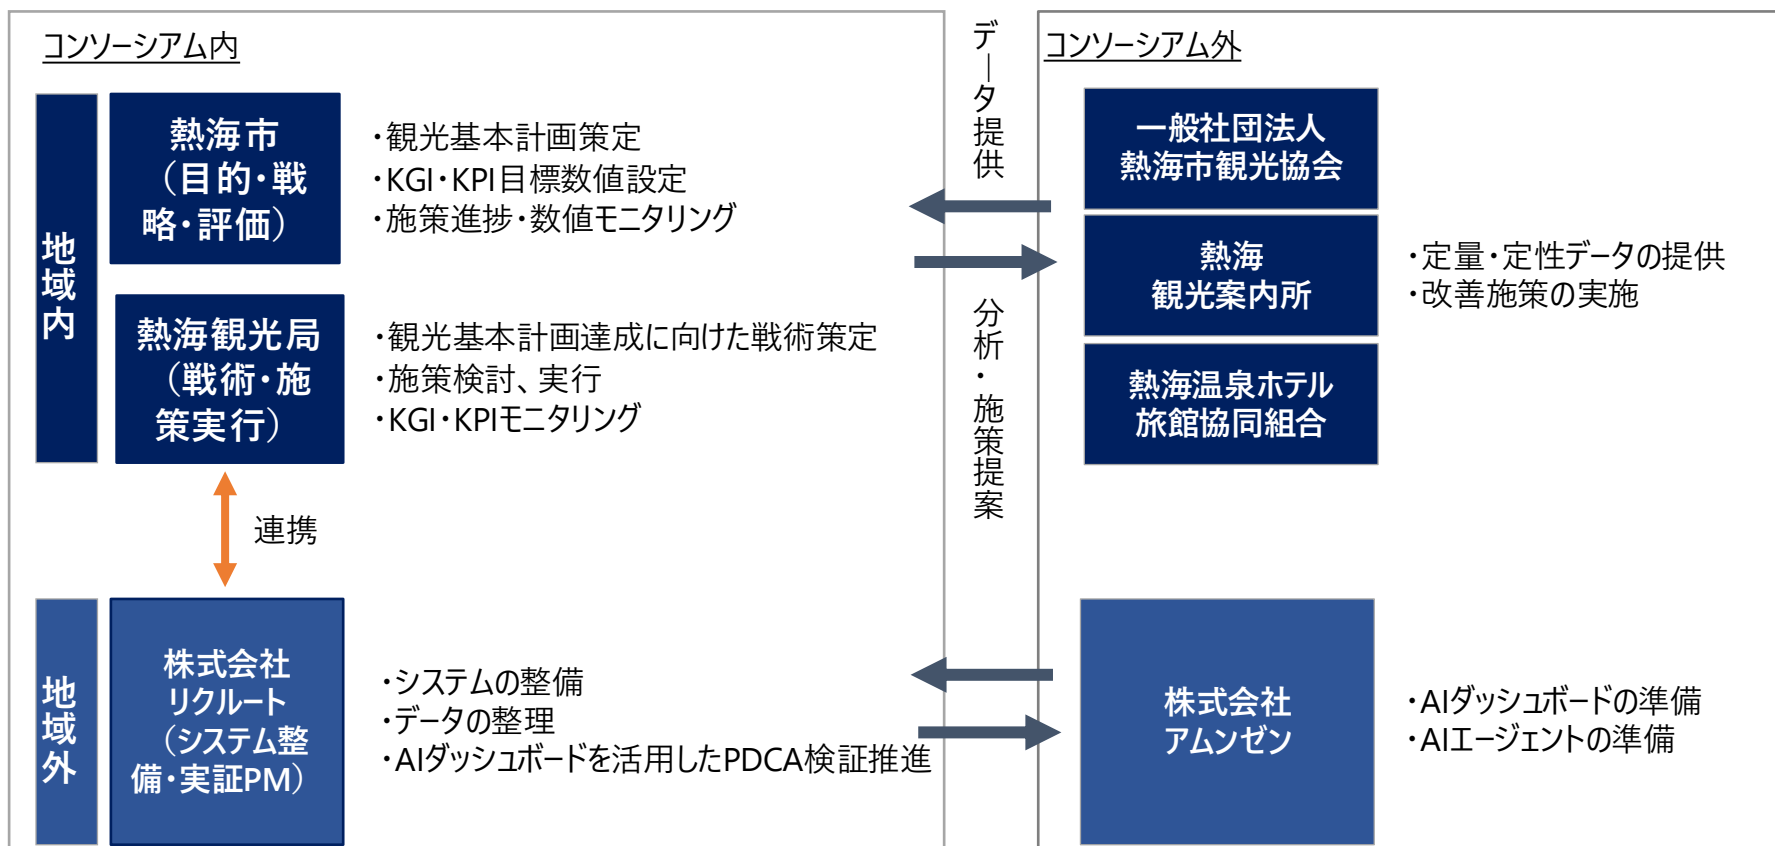 コンソーシアム内
地域内
熱海市
（目的・戦
略・評価）
・観光基本計画策定
・KGI・KPI目標数値設定
・施策進捗・数値モニタリング
熱海観光局
（戦術・施
策実行）
・観光基本計画達成に向けた戦術策定
・施策検討、実行
・KGI・KPIモニタリング
連携
地域外
株式会社
リクルート
（システム整
備・実証PM）
・システムの整備
・データの整理
・AIダッシュボードを活用したPDCA検証推進
データ提供
分析・施策提案
コンソーシアム外
一般社団法人
熱海市観光協会
熱海
観光案内所
熱海温泉ホテル
旅館協同組合
・定量・定性データの提供
・改善施策の実施
株式会社
アムンゼン
・AIダッシュボードの準備
・AIエージェントの準備